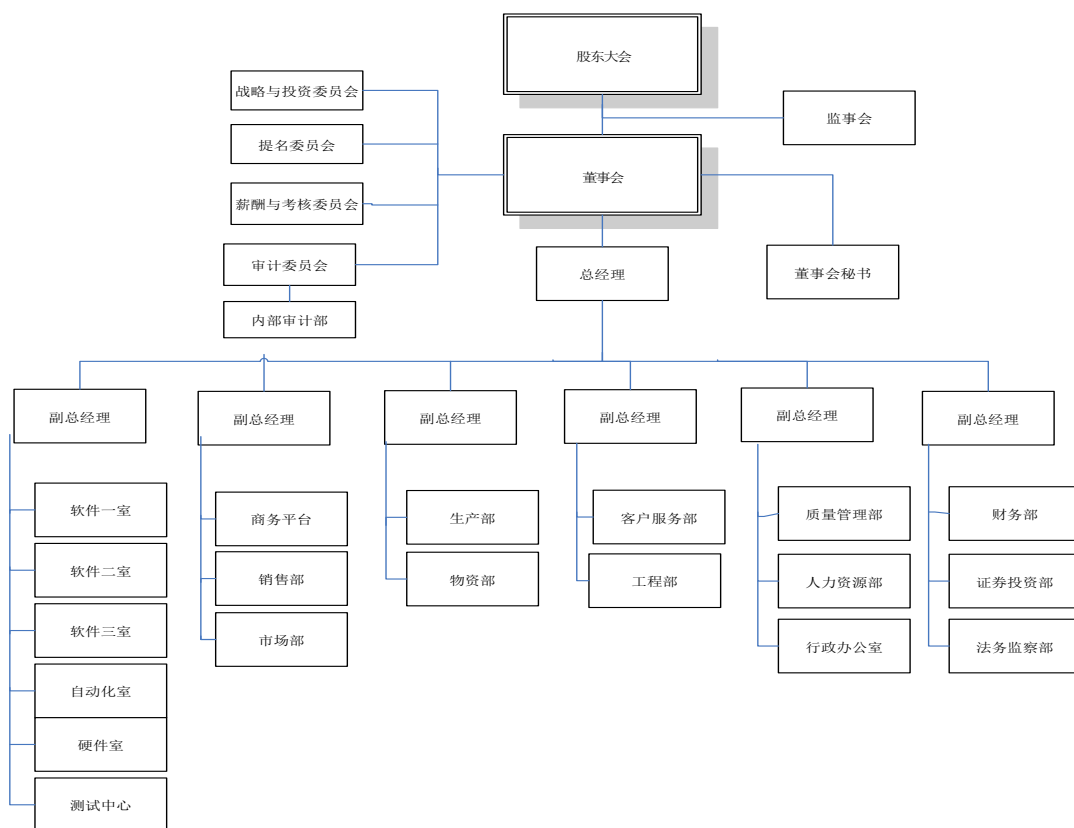 股东大会
战略与投资委员会
监事会
提名委员会
董事会
薪酬与考核委员会
审计委员会
总经理
董事会秘书
内部审计部
副总经理
副总经理
副总经理
副总经理
副总经理
副总经理
软件一室
商务平台
生产部
客户服务部
质量管理部
财务部
软件二室
销售部
物资部
工程部
人力资源部
证券投资部
软件三室
市场部
行政办公室
法务监察部
自动化室
硬件室
测试中心